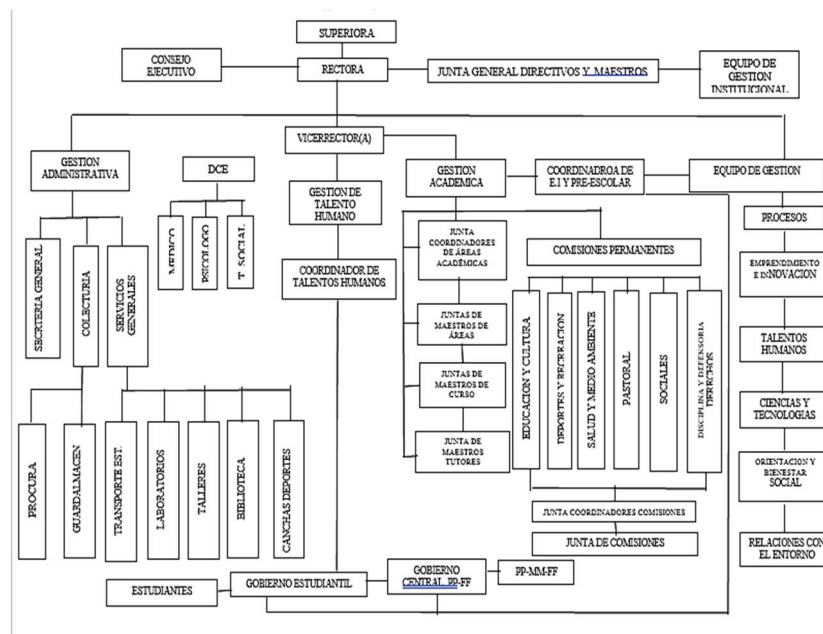 SUPERIORA
CONSEJO
EJECUTIVO
RECTORA
JUNTA GENERAL DIRECTIVOS Y MAESTROS
EQUIPO DE
GESTION
INSTITUCIONAL
VICERRECTOR(A)
GESTION
ADMINISTRATIVA
DCE
GESTION DE
TALENTO
HUMANO
GESTION
ACADEMICA
COORDINADROA DE
E.I Y PRE-ESCOLAR
EQUIPO DE GESTION
SECRTERIA GENERAL
COLECTURIA
SERVICIOS
GENERALES
MEDICO
PSICOLOGO
T. SOCIAL
COORDINADOR DE
TALENTOS HUMANOS
JUNTA
COORDINADORES
DE ÁREAS
ACADÉMICAS
COMISIONES PERMANENTES
PROCESOS
EMPRENDIMIENTO
E INNOVACION
JUNTAS DE
MAESTROS DE
ÁREAS
JUNTAS DE
MAESTROS DE
CURSO
JUNTA DE
MAESTROS
TUTORES
EDUCACION Y CULTURA
DEPORTES Y RECREACION
SALUD Y MEDIO AMBIENTE
PASTORAL
SOCIALES
DISCIPLINA Y DEFENSORIA
DERECHOS
TALENTOS
HUMANOS
CIENCIAS Y
TECNOLOGIAS
ORIENTACION Y
BIENESTAR
SOCIAL
RELACIONES CON
EL ENTORNO
PROCURA
GUARDALMACEN
TRANSPORTE EST.
LABORATORIOS
TALLERES
BIBLIOTECA
CANCHAS DEPORTES
JUNTA COORDINADORES COMISIONES
JUNTA DE COMISIONES
ESTUDIANTES
GOBIERNO ESTUDIANTIL
GOBIERNO
CENTRAL PP-FF
PP-MM-FF